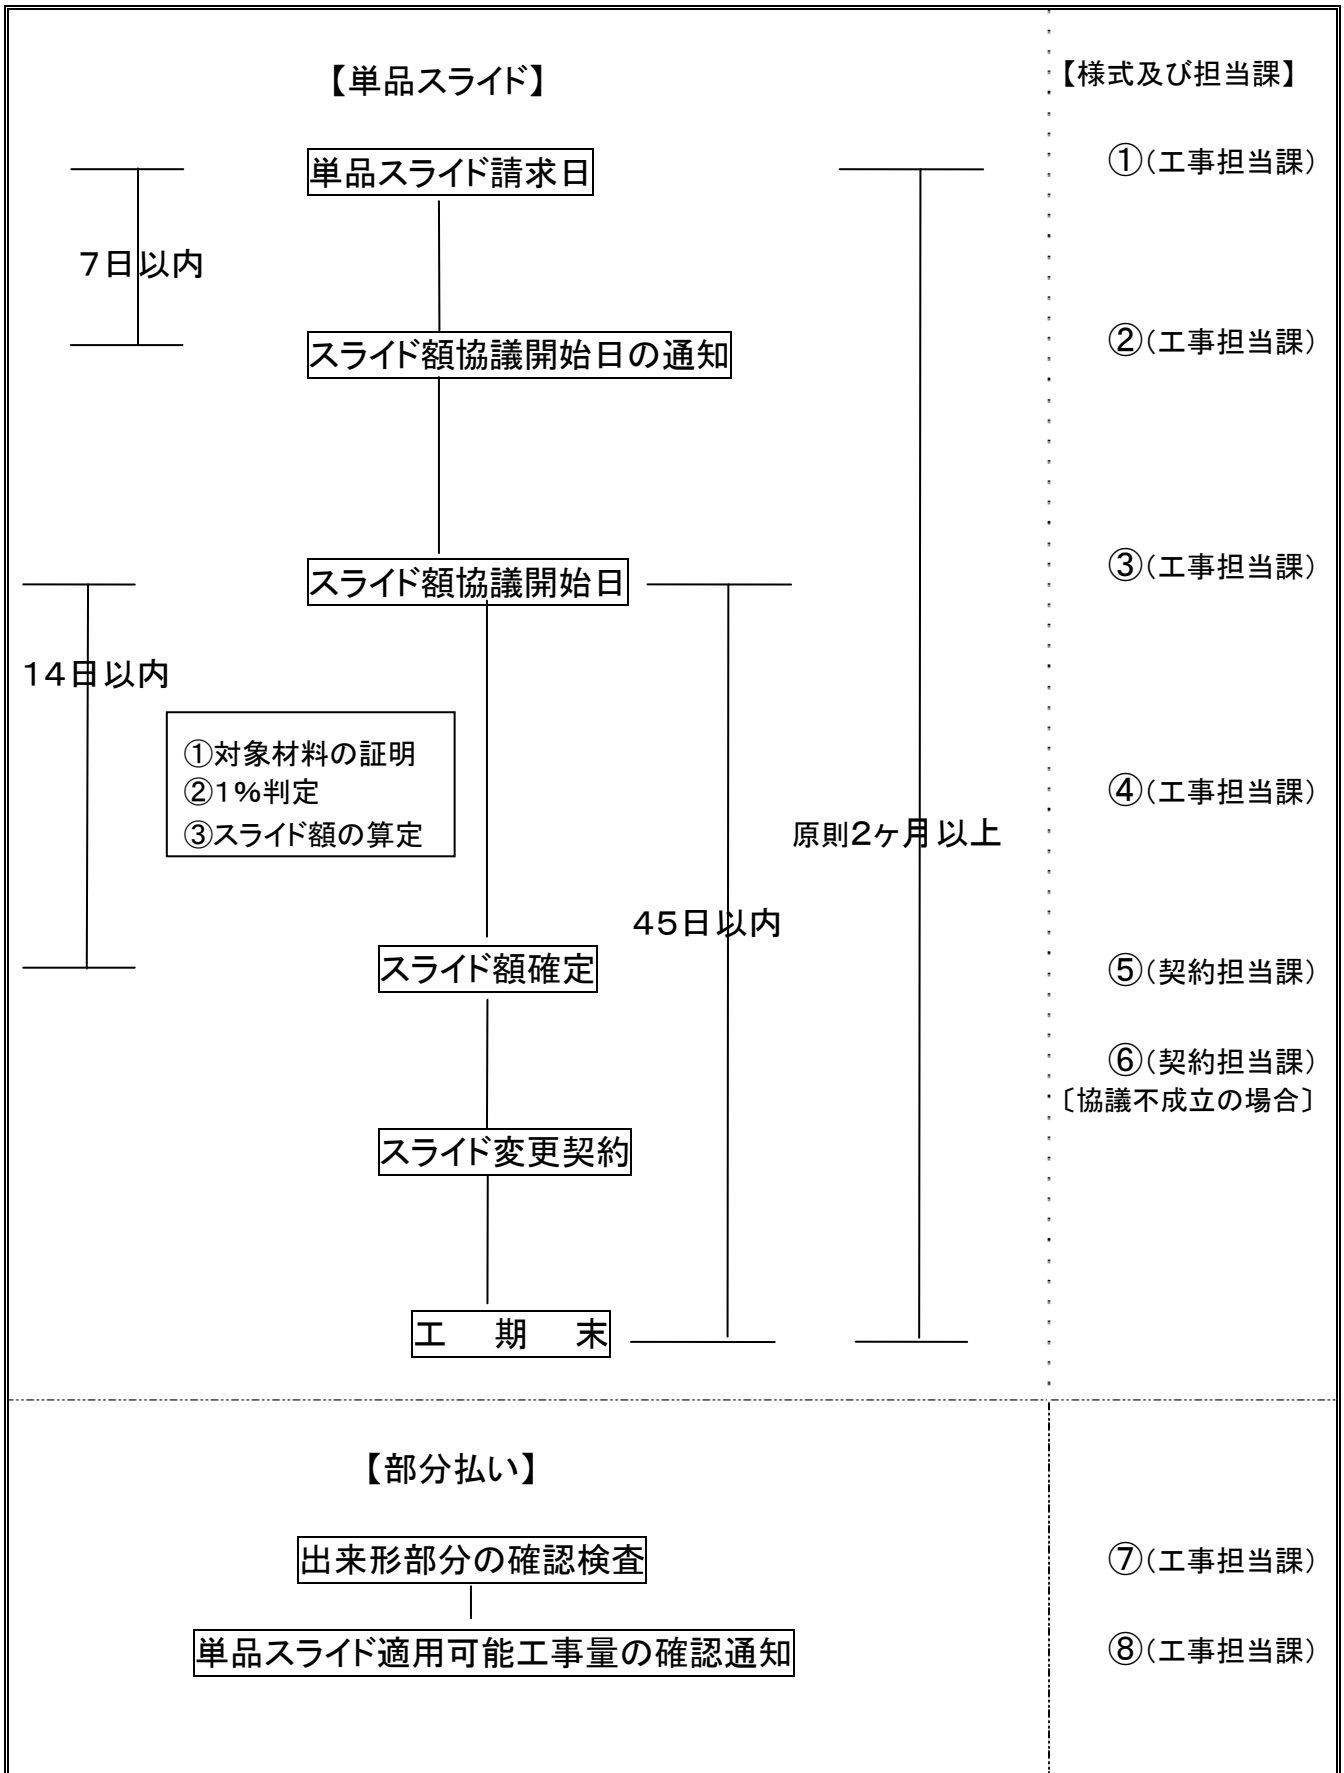 【単品スライド】 【様式及び担当課】
単品スライド請求日 ①(工事担当課)
7日以内
スライド額協議開始日の通知 ②(工事担当課)
スライド額協議開始日 ③(工事担当課)
14日以内
①対象材料の証明
②1%判定 ④(工事担当課)
③スライド額の算定
原則2ヶ月以上
45日以内
スライド額確定 ⑤(契約担当課)
⑥(契約担当課)
〔協議不成立の場合〕
スライド変更契約
工 期 末
【部分払い】
出来形部分の確認検査 ⑦(工事担当課)
単品スライド適用可能工事量の確認通知 ⑧(工事担当課)